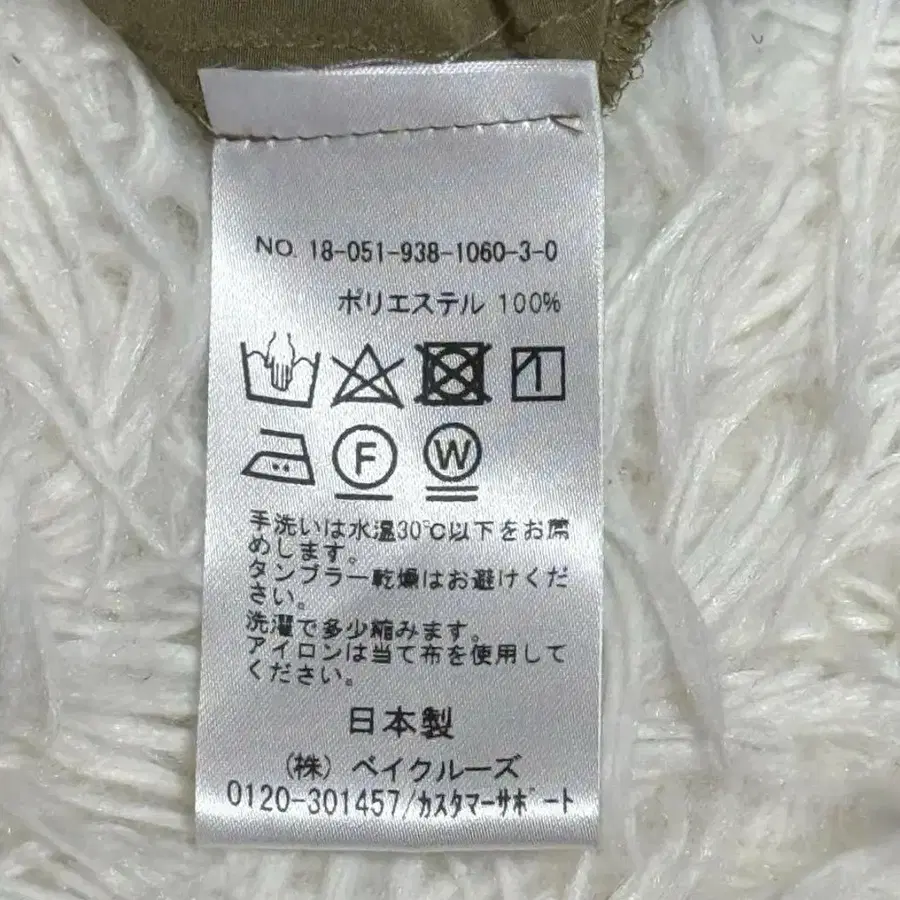 NO. 18-051-938-1060-3-0
ポリエステル 100%
F W
手洗いは水温30℃以下をお薦
めします。
タンブラー乾燥はお避けくだ
さい。
洗濯で多少縮みます。
アイロンは当て布を使用して
ください。
日本製
(株) ベイクルーズ
0120-301457/カスタマーサポート